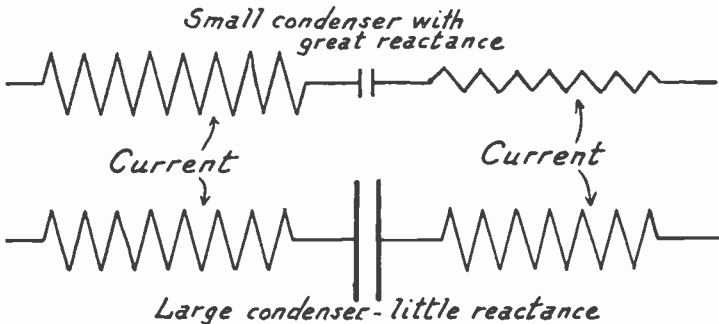 Small condenser with
great reactance
Current
Current
Large condenser - little reactance